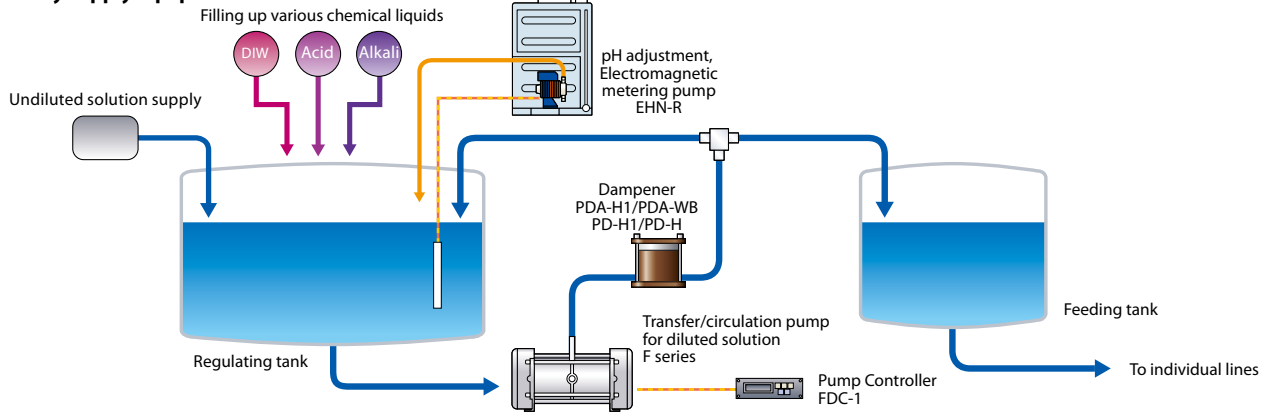 Filling up various chemical liquids
DIW
Acid
Alkali
Undiluted solution supply
pH adjustment,
Electromagnetic
metering pump
EHN-R
Dampener
PDA-H1/PDA-WB
PD-H1/PD-H
Feeding tank
Transfer/circulation pump
for diluted solution
F series
Regulating tank
To individual lines
Pump Controller
FDC-1